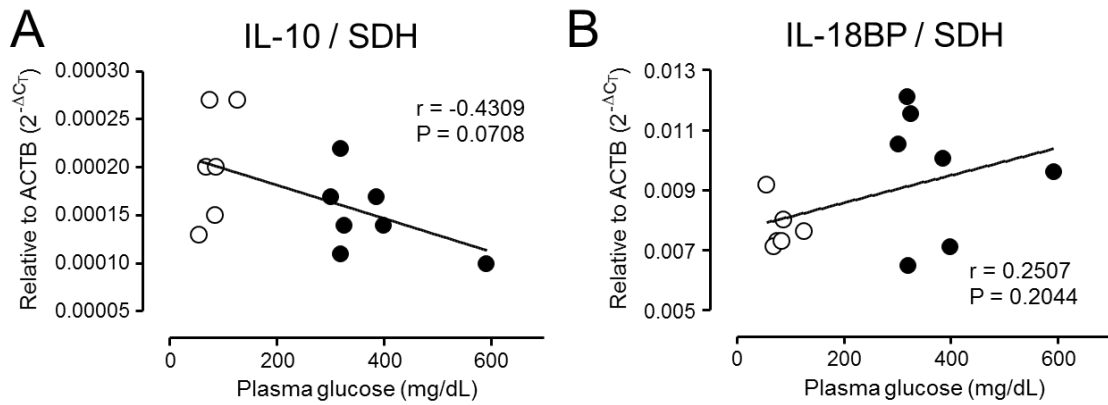 A
IL-10 / SDH
Relative to ACTB (2^-ΔCT)
0.00030
0.00025
0.00020
0.00015
0.00010
0.00005
r = -0.4309
P = 0.0708
0 200 400 600
Plasma glucose (mg/dL)
B
IL-18BP / SDH
Relative to ACTB (2^-ΔCT)
0.013
0.011
0.009
0.007
0.005
r = 0.2507
P = 0.2044
0 200 400 600
Plasma glucose (mg/dL)